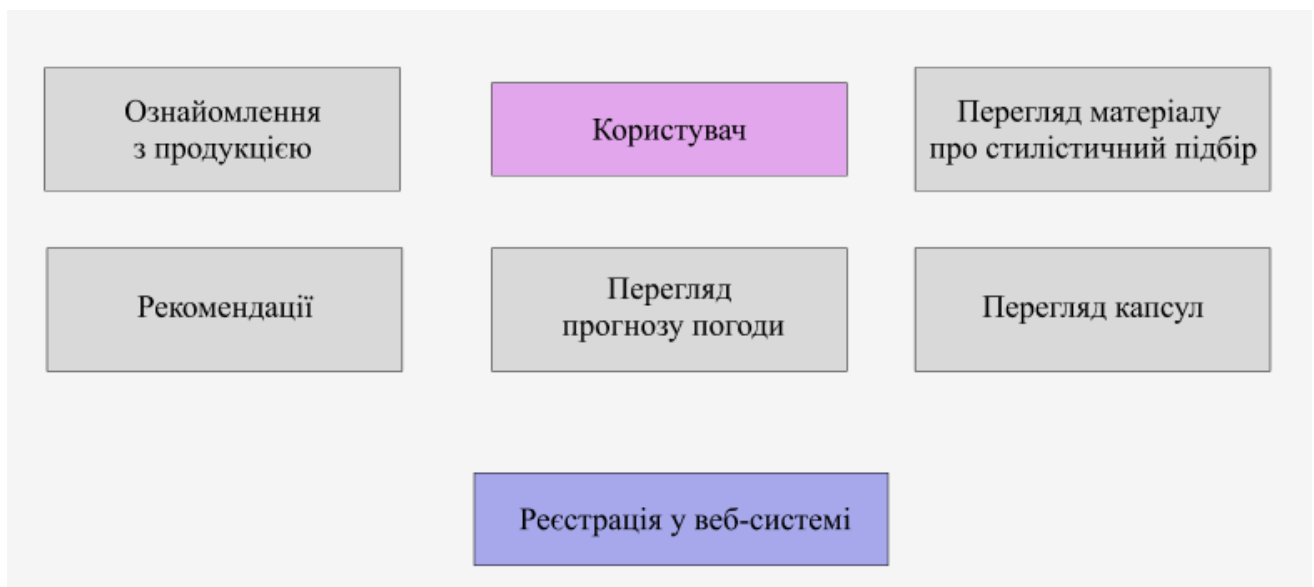 Ознайомлення
з продукцією
Користувач
Перегляд матеріалу
про стилістичний підбір
Рекомендації
Перегляд
прогнозу погоди
Перегляд капсул
Реєстрація у веб-системі